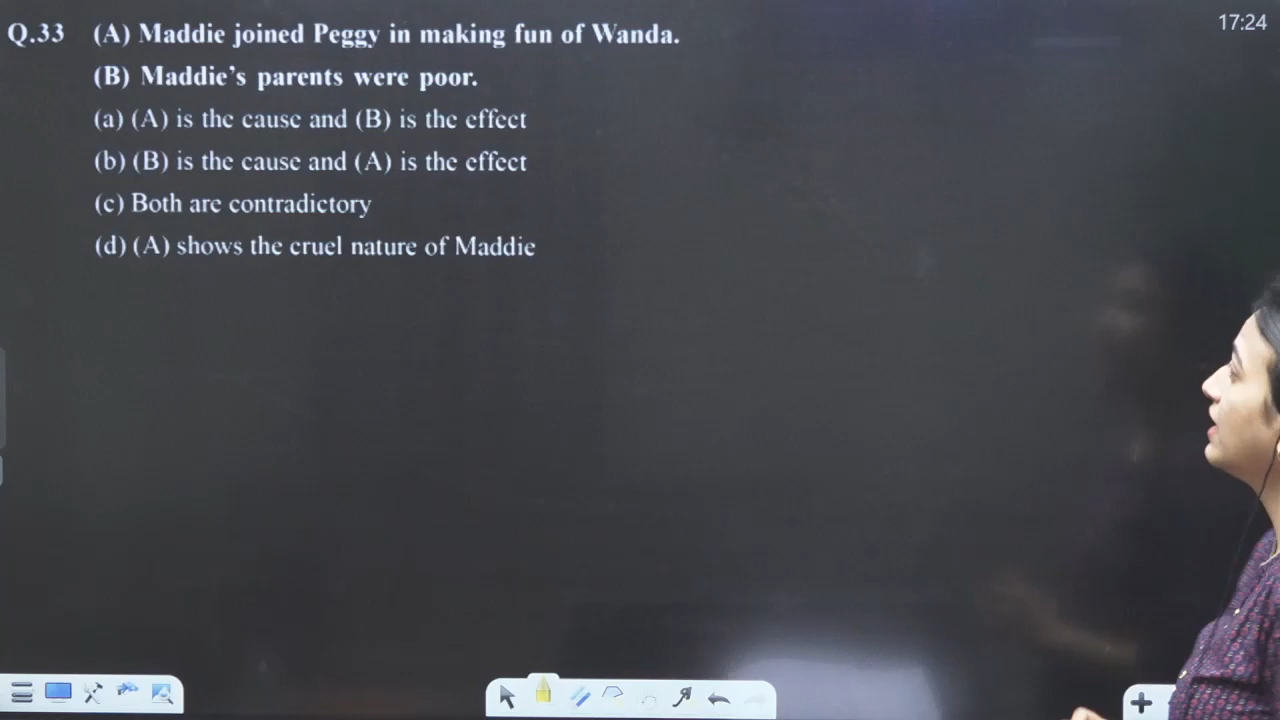 Q.33 (A) Maddie joined Peggy in making fun of Wanda. 17:24
(B) Maddie's parents were poor.
(a) (A) is the cause and (B) is the effect
(b) (B) is the cause and (A) is the effect
(c) Both are contradictory
(d) (A) shows the cruel nature of Maddie